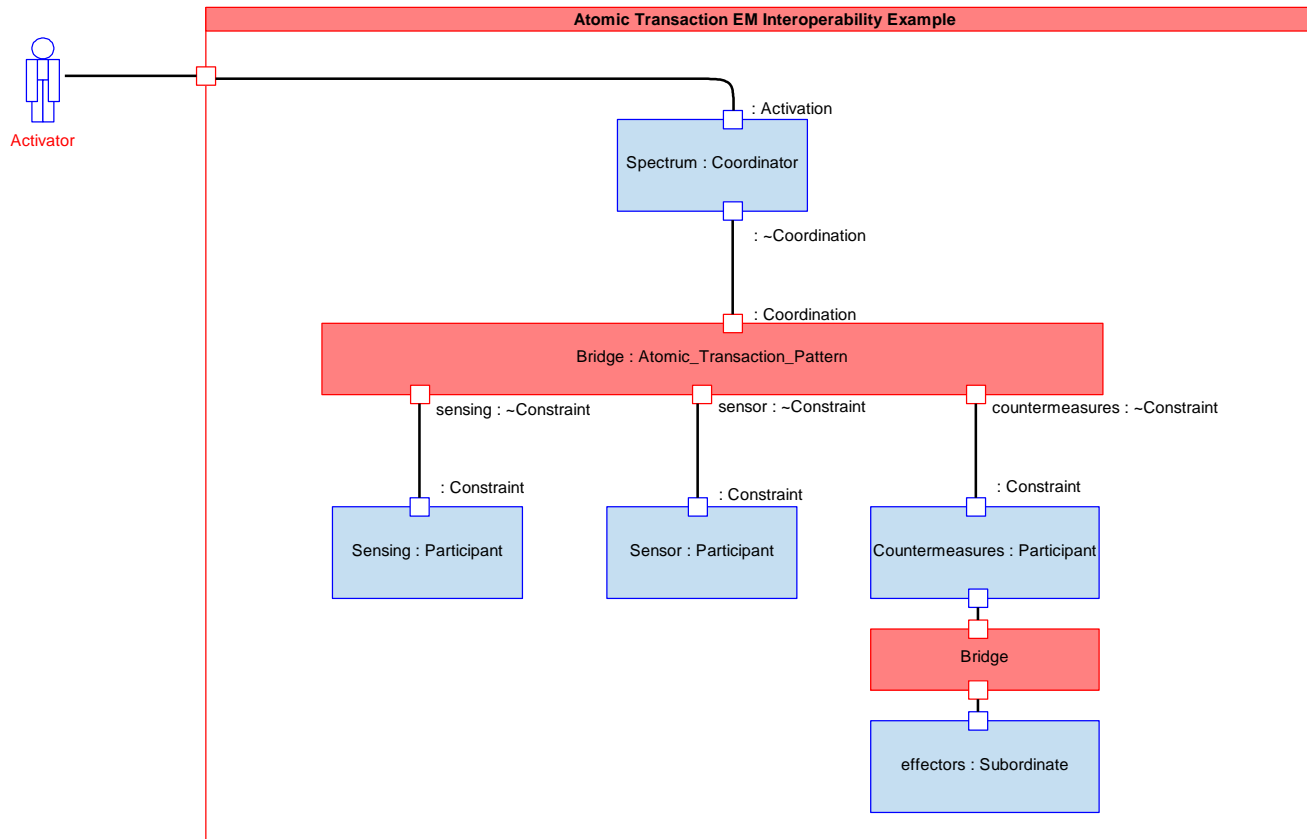 Atomic Transaction EM Interoperability Example
Activator
: Activation
Spectrum : Coordinator
: ~Coordination
: Coordination
Bridge : Atomic_Transaction_Pattern
sensing : ~Constraint
sensor : ~Constraint
countermeasures : ~Constraint
: Constraint
: Constraint
: Constraint
Sensing : Participant
Sensor : Participant
Countermeasures : Participant
Bridge
effectors : Subordinate